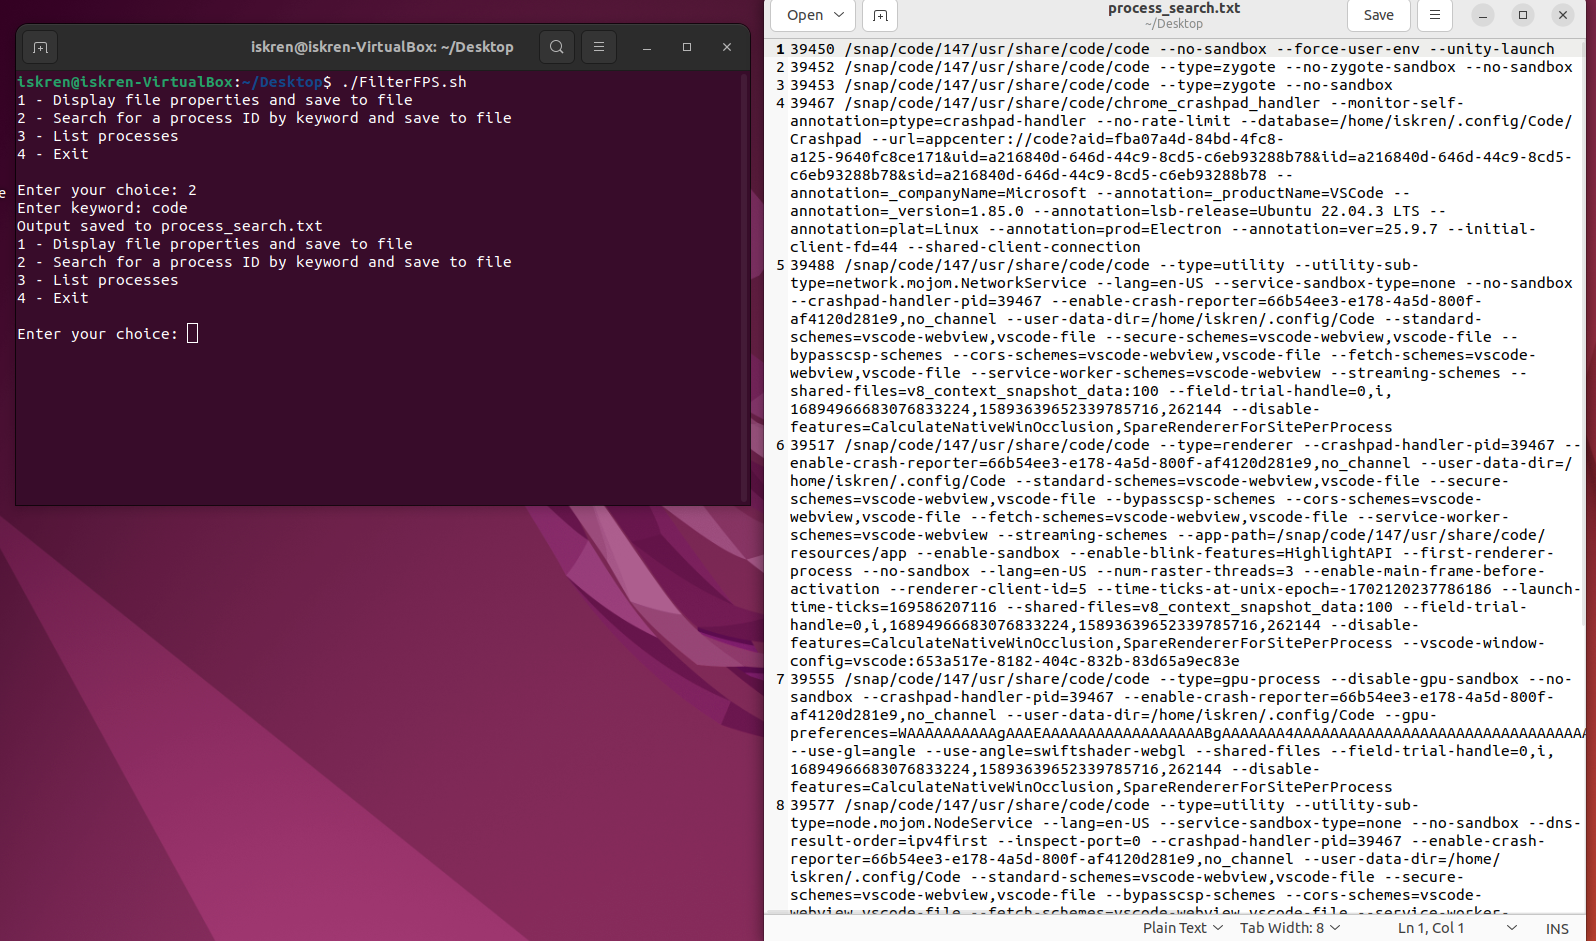 iskren@iskren-VirtualBox: ~/Desktop
iskren@iskren-VirtualBox:~/Desktop$ ./FilterFPS.sh
1 - Display file properties and save to file
2 - Search for a process ID by keyword and save to file
3 - List processes
4 - Exit
e
Enter your choice: 2
Enter keyword: code
Output saved to process_search.txt
1 - Display file properties and save to file
2 - Search for a process ID by keyword and save to file
3 - List processes
4 - Exit
Enter your choice:
Open
process_search.txt
~/Desktop
Save
1 39450 /snap/code/147/usr/share/code/code --no-sandbox --force-user-env --unity-launch
2 39452 /snap/code/147/usr/share/code/code --type=zygote --no-zygote-sandbox --no-sandbox
3 39453 /snap/code/147/usr/share/code/code --type=zygote --no-sandbox
4 39467 /snap/code/147/usr/share/code/chrome_crashpad_handler --monitor-self-
annotation=ptype=crashpad-handler --no-rate-limit --database=/home/iskren/.config/Code/
Crashpad --url=appcenter://code?aid=fba07a4d-84bd-4fc8-
a125-9640fc8ce171&uid=a216840d-646d-44c9-8cd5-c6eb93288b78&iid=a216840d-646d-44c9-8cd5-
c6eb93288b78&sid=a216840d-646d-44c9-8cd5-c6eb93288b78 --
annotation=_companyName=Microsoft --annotation=_productName=VSCode --
annotation=_version=1.85.0 --annotation=lsb-release=Ubuntu 22.04.3 LTS --
annotation=plat=Linux --annotation=prod=Electron --annotation=ver=25.9.7 --initial-
client-fd=44 --shared-client-connection
5 39488 /snap/code/147/usr/share/code/code --type=utility --utility-sub-
type=network.mojom.NetworkService --lang=en-US --service-sandbox-type=none --no-sandbox
--crashpad-handler-pid=39467 --enable-crash-reporter=66b54ee3-e178-4a5d-800f-
af4120d281e9,no_channel --user-data-dir=/home/iskren/.config/Code --standard-
schemes=vscode-webview,vscode-file --secure-schemes=vscode-webview,vscode-file --
bypasscsp-schemes --cors-schemes=vscode-webview,vscode-file --fetch-schemes=vscode-
webview,vscode-file --service-worker-schemes=vscode-webview --streaming-schemes --
shared-files=v8_context_snapshot_data:100 --field-trial-handle=0,i,
16894966683076833224,15893639652339785716,262144 --disable-
features=CalculateNativeWinOcclusion,SpareRendererForSitePerProcess
6 39517 /snap/code/147/usr/share/code/code --type=renderer --crashpad-handler-pid=39467 --
enable-crash-reporter=66b54ee3-e178-4a5d-800f-af4120d281e9,no_channel --user-data-dir=/
home/iskren/.config/Code --standard-schemes=vscode-webview,vscode-file --secure-
schemes=vscode-webview,vscode-file --bypasscsp-schemes --cors-schemes=vscode-
webview,vscode-file --fetch-schemes=vscode-webview,vscode-file --service-worker-
schemes=vscode-webview --streaming-schemes --app-path=/snap/code/147/usr/share/code/
resources/app --enable-sandbox --enable-blink-features=HighlightAPI --first-renderer-
process --no-sandbox --lang=en-US --num-raster-threads=3 --enable-main-frame-before-
activation --renderer-client-id=5 --time-ticks-at-unix-epoch=-1702120237786186 --launch-
time-ticks=169586207116 --shared-files=v8_context_snapshot_data:100 --field-trial-
handle=0,i,16894966683076833224,15893639652339785716,262144 --disable-
features=CalculateNativeWinOcclusion,SpareRendererForSitePerProcess --vscode-window-
config=vscode:653a517e-8182-404c-832b-83d65a9ec83e
7 39555 /snap/code/147/usr/share/code/code --type=gpu-process --disable-gpu-sandbox --no-
sandbox --crashpad-handler-pid=39467 --enable-crash-reporter=66b54ee3-e178-4a5d-800f-
af4120d281e9,no_channel --user-data-dir=/home/iskren/.config/Code --gpu-
--use-gl=angle --use-angle=swiftshader-webgl --shared-files --field-trial-handle=0,i,
16894966683076833224,15893639652339785716,262144 --disable-
features=CalculateNativeWinOcclusion,SpareRendererForSitePerProcess
8 39577 /snap/code/147/usr/share/code/code --type=utility --utility-sub-
type=node.mojom.NodeService --lang=en-US --service-sandbox-type=none --no-sandbox --dns-
result-order=ipv4first --inspect-port=0 --crashpad-handler-pid=39467 --enable-crash-
reporter=66b54ee3-e178-4a5d-800f-af4120d281e9,no_channel --user-data-dir=/home/
iskren/.config/Code --standard-schemes=vscode-webview,vscode-file --secure-
schemes=vscode-webview,vscode-file --bypasscsp-schemes --cors-schemes=vscode-
webview,vscode-file --fetch-schemes=vscode-webview,vscode-file --service-worker-
Plain Text Tab Width: 8 Ln 1, Col 1 INS